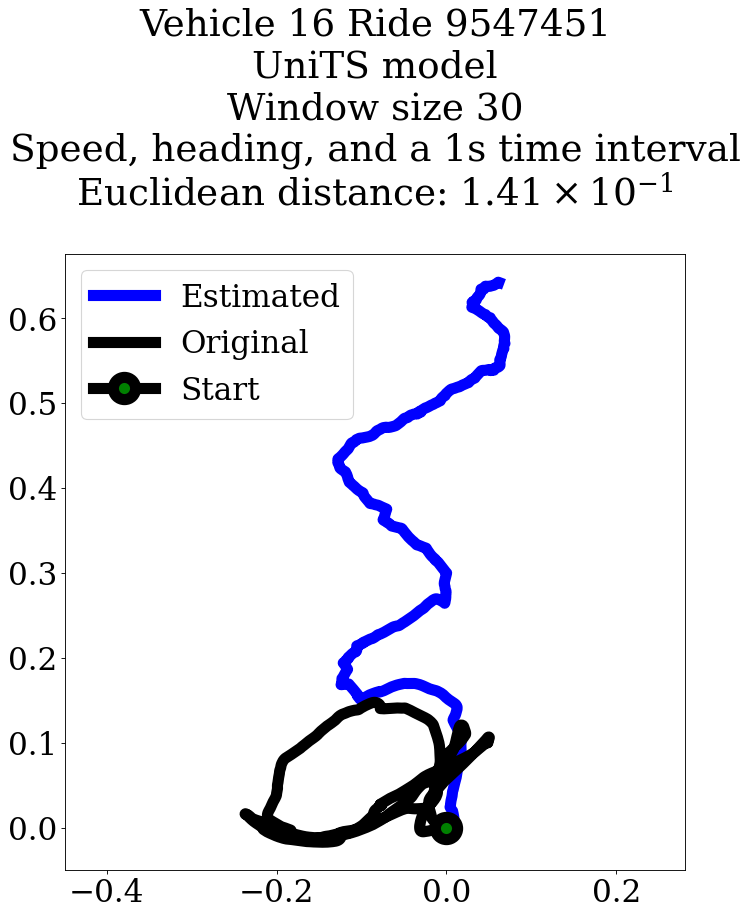 Vehicle 16 Ride 9547451
UniTS model
Window size 30
Speed, heading, and a 1s time interval
Euclidean distance: 1.41 × 10⁻¹
Estimated
Original
Start
0.6
0.5
0.4
0.3
0.2
0.1
0.0
−0.4 −0.2 0.0 0.2